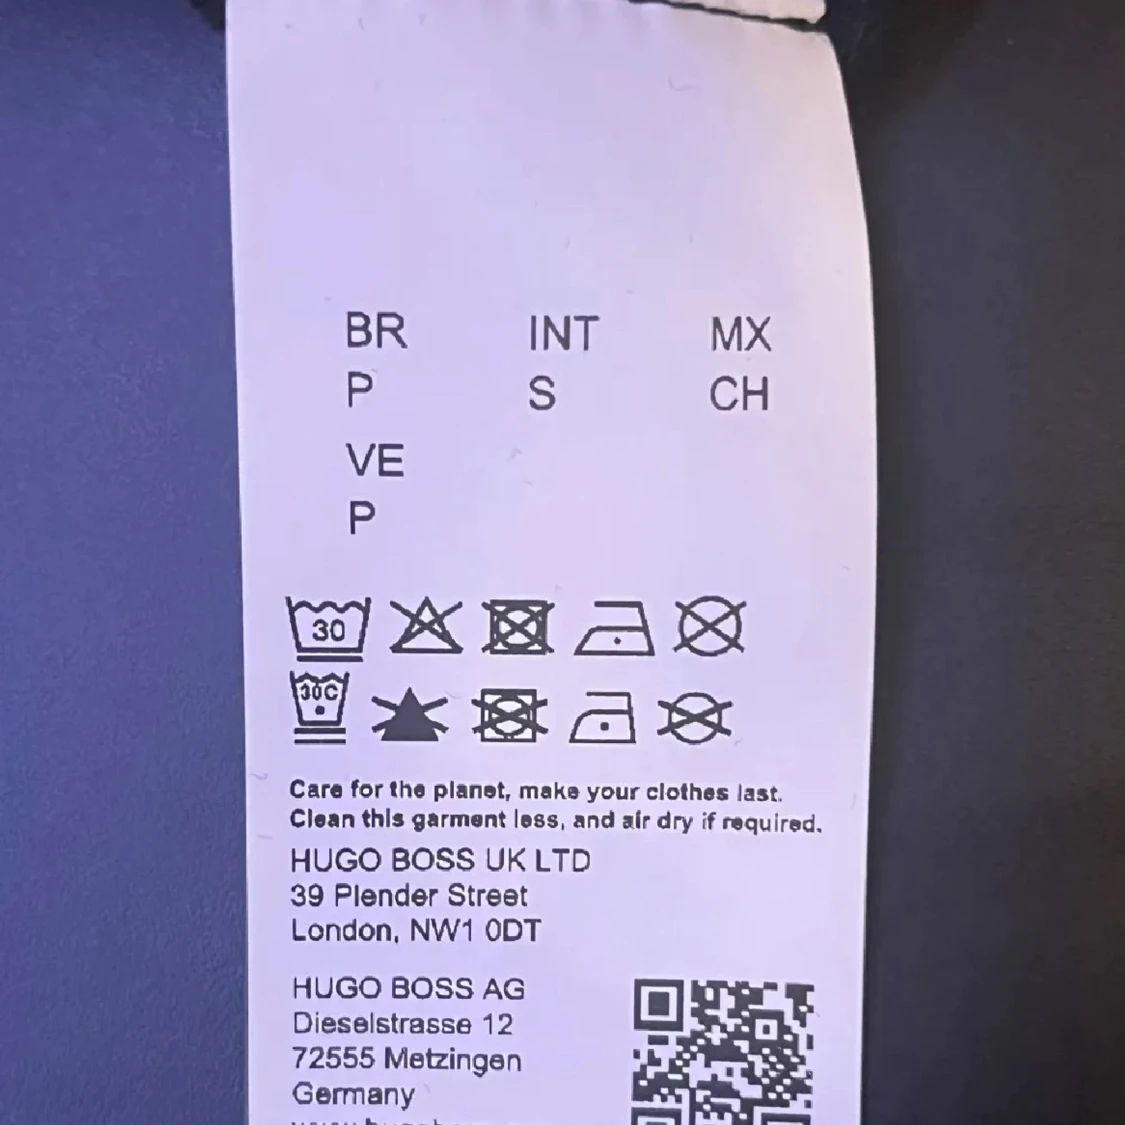 BR INT MX
P S CH
VE
P
30
30C
Care for the planet, make your clothes last.
Clean this garment less, and air dry if required.
HUGO BOSS UK LTD
39 Plender Street
London, NW1 0DT
HUGO BOSS AG
Dieselstrasse 12
72555 Metzingen
Germany